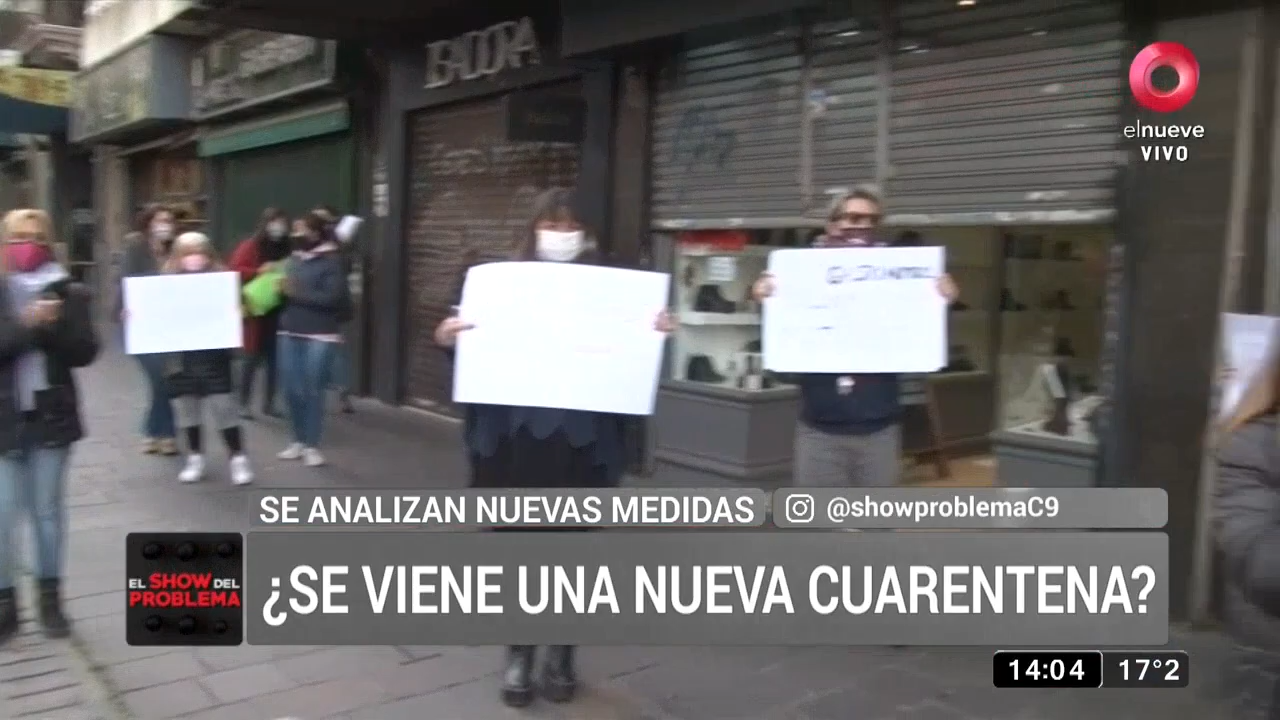 elnueve
VIVO
SE ANALIZAN NUEVAS MEDIDAS
@showproblemaC9
EL SHOW DEL
PROBLEMA
¿SE VIENE UNA NUEVA CUARENTENA?
14:04
17°2